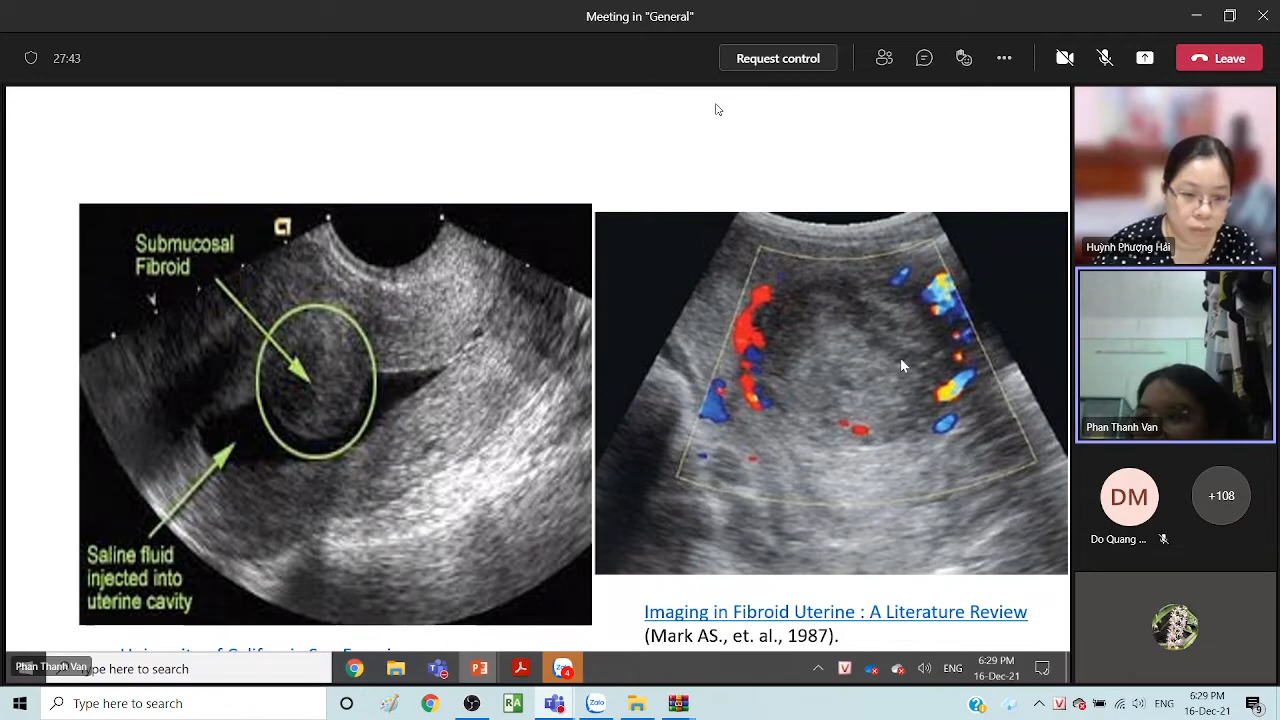 Meeting in "General"
27:43
Request control
Leave
Submucosal
Fibroid
a
Saline fluid
injected into
uterine cavity
Imaging in Fibroid Uterine : A Literature Review
(Mark AS., et. al., 1987).
Huỳnh Phượng Hải
Phan Thanh Van
DM
+108
Do Quang ...
Phan Thanh Van
here to search
4
ENG
6:29 PM
16-Dec-21
Type here to search
ENG
6:29 PM
16-Dec-21